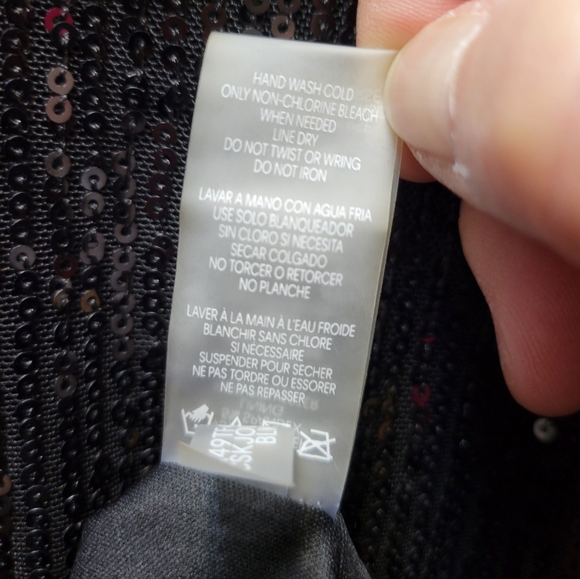 HAND WASH COLD
ONLY NON-CHLORINE BLEACH
WHEN NEEDED
LINE DRY
DO NOT TWIST OR WRING
DO NOT IRON
LAVAR A MANO CON AGUA FRIA
USE SOLO BLANQUEADOR
SIN CLORO SI NECESITA
SECAR COLGADO
NO TORCER O RETORCER
NO PLANCHE
LAVER À LA MAIN À L'EAU FROIDE
BLANCHIR SANS CHLORE
SI NECESSAIRE
SUSPENDER POUR SECHER
NE PAS TORDRE OU ESSORER
NE PAS REPASSER